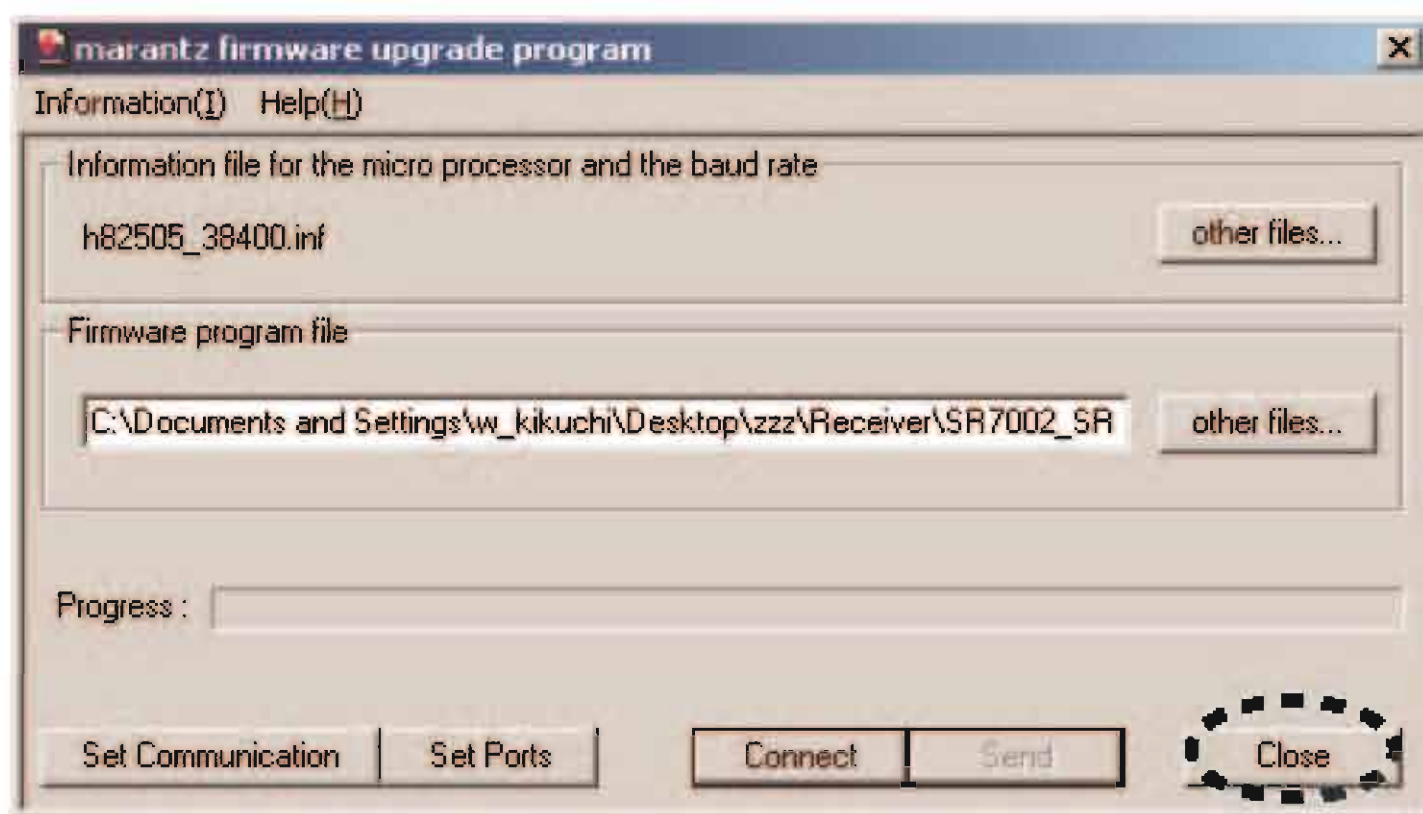 marantz firmware upgrade program
Information(I) Help(H)
Information file for the micro processor and the baud rate
h82505_38400.inf
other files...
Firmware program file
C:\Documents and Settings\w_kikuchi\Desktop\zzz\Receiver\SR7002_SR
other files...
Progress :
Set Communication Set Ports Connect Send Close